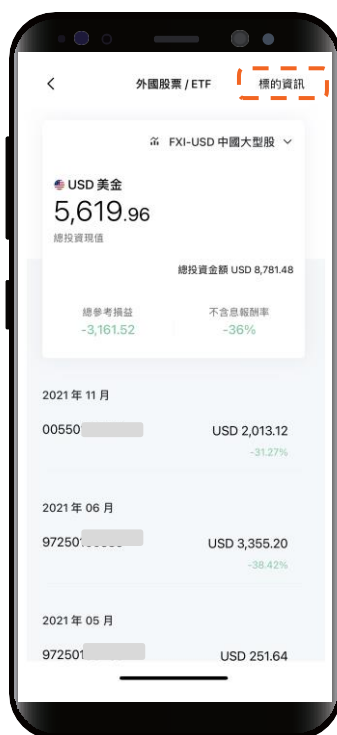 外國股票 / ETF 標的資訊
FXI-USD 中國大型股
USD 美金
5,619.96
總投資現值
總投資金額 USD 8,781.48
總參考損益 不含息報酬率
-3,161.52 -36%
2021 年 11 月
00550 USD 2,013.12
-31.27%
2021 年 06 月
97250 USD 3,355.20
-38.42%
2021 年 05 月
97250 USD 251.64